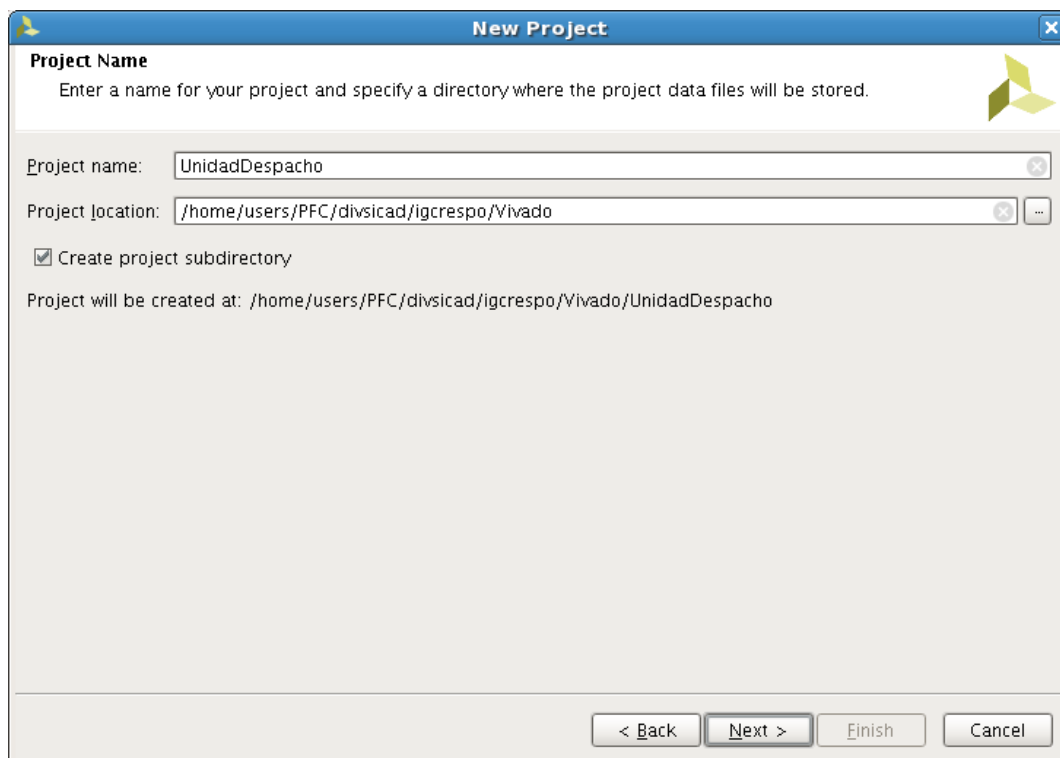 New Project
Project Name
Enter a name for your project and specify a directory where the project data files will be stored.
Project name: UnidadDespacho
Project location: /home/users/PFC/divsicad/igcrespo/Vivado ...
Create project subdirectory
Project will be created at: /home/users/PFC/divsicad/igcrespo/Vivado/UnidadDespacho
< Back Next > Finish Cancel